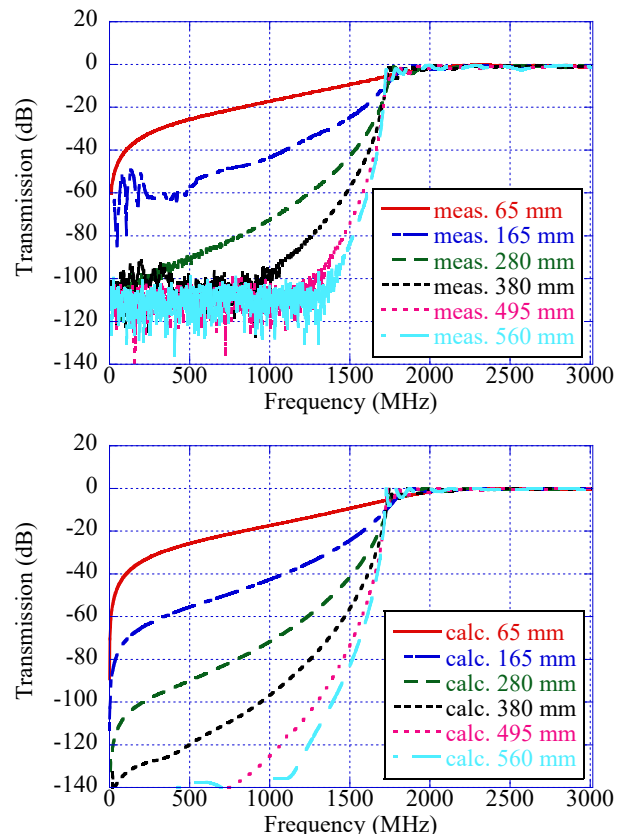 20
0
-20
-40
-60
-80
-100
-120
-140
Transmission (dB)
meas. 65 mm
meas. 165 mm
meas. 280 mm
meas. 380 mm
meas. 495 mm
meas. 560 mm
0 500 1000 1500 2000 2500 3000
Frequency (MHz)
20
0
-20
-40
-60
-80
-100
-120
-140
Transmission (dB)
calc. 65 mm
calc. 165 mm
calc. 280 mm
calc. 380 mm
calc. 495 mm
calc. 560 mm
0 500 1000 1500 2000 2500 3000
Frequency (MHz)